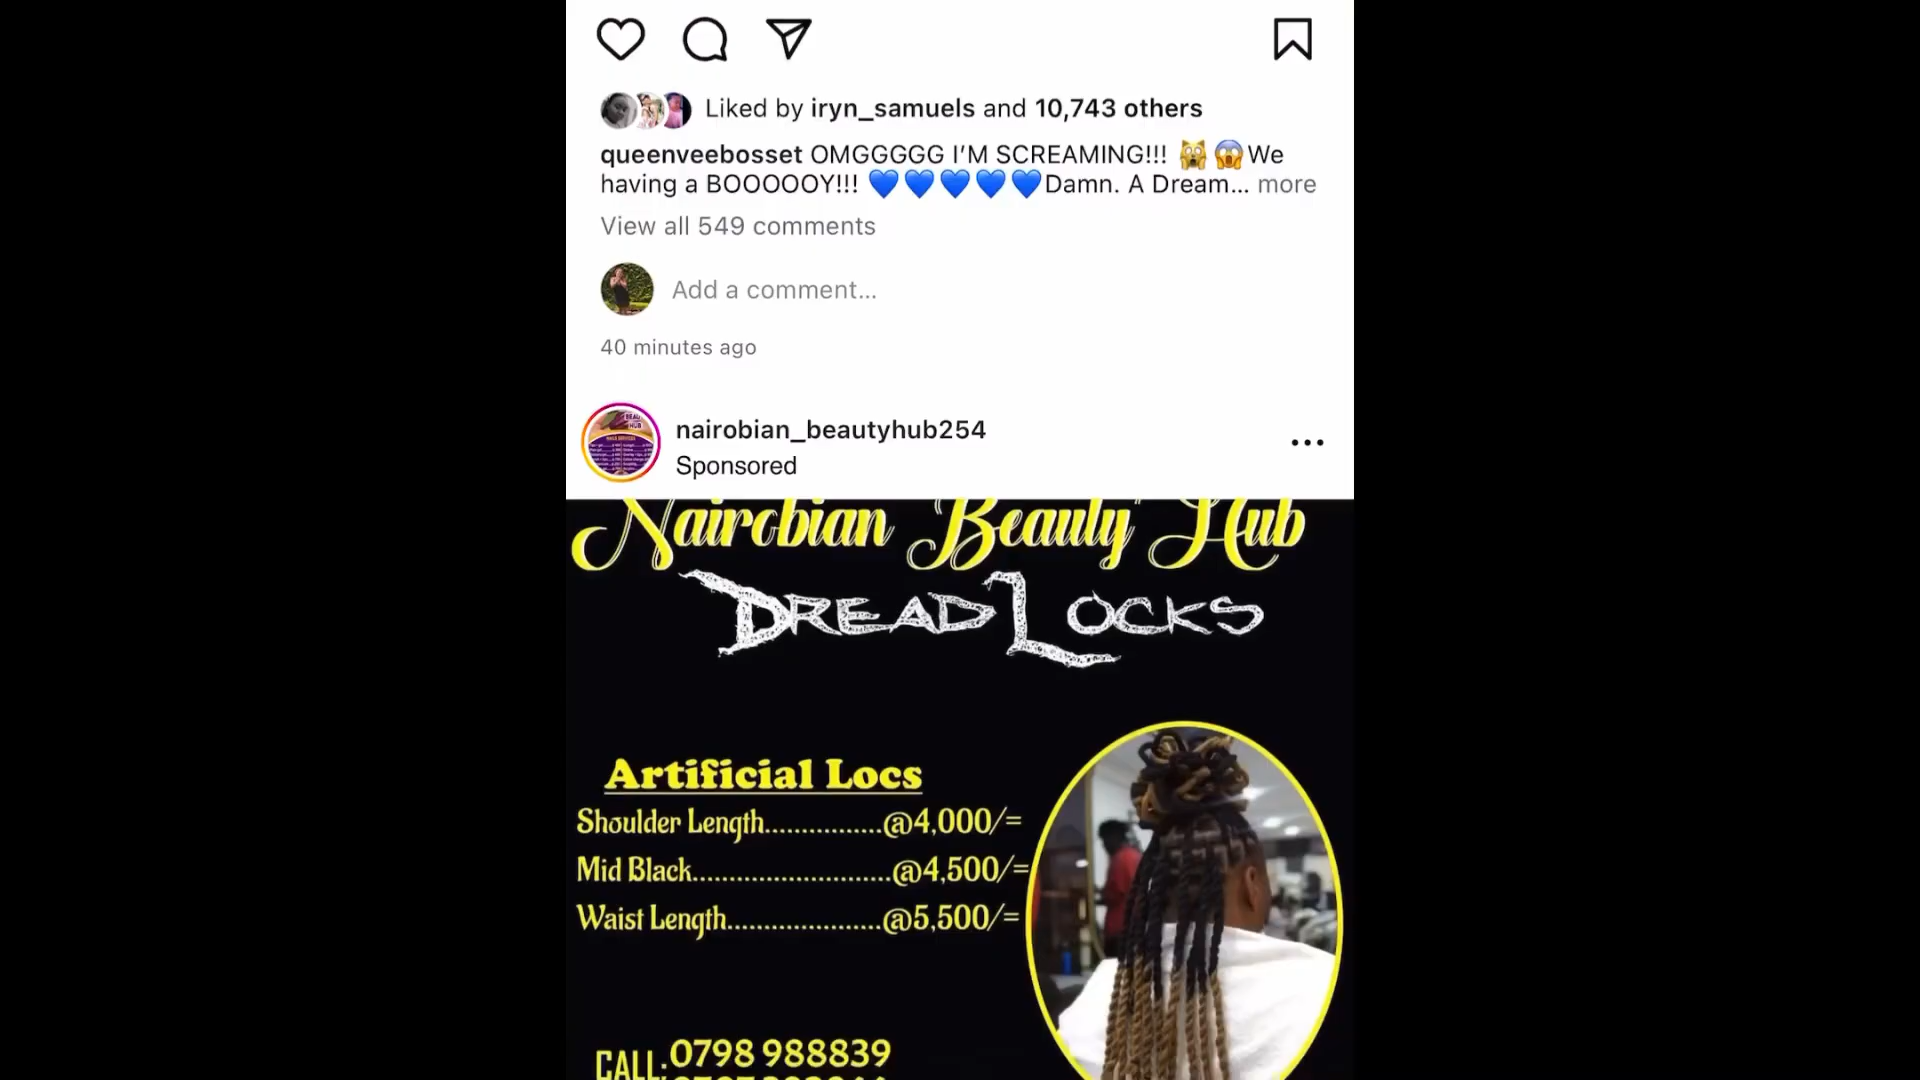 Liked by iryn_samuels and 10,743 others
queenveebosset OMGGGGG I’M SCREAMING!!! 🙀😱We
having a BOOOOOY!!! 💙💙💙💙💙Damn. A Dream... more
View all 549 comments
Add a comment...
40 minutes ago
nairobian_beautyhub254
Sponsored
Nairobian Beauty Hub
DREADLOCKS
Artificial Locs
Shoulder Length................@4,000/=
Mid Black...........................@4,500/=
Waist Length.....................@5,500/=
CALL: 0798 988839